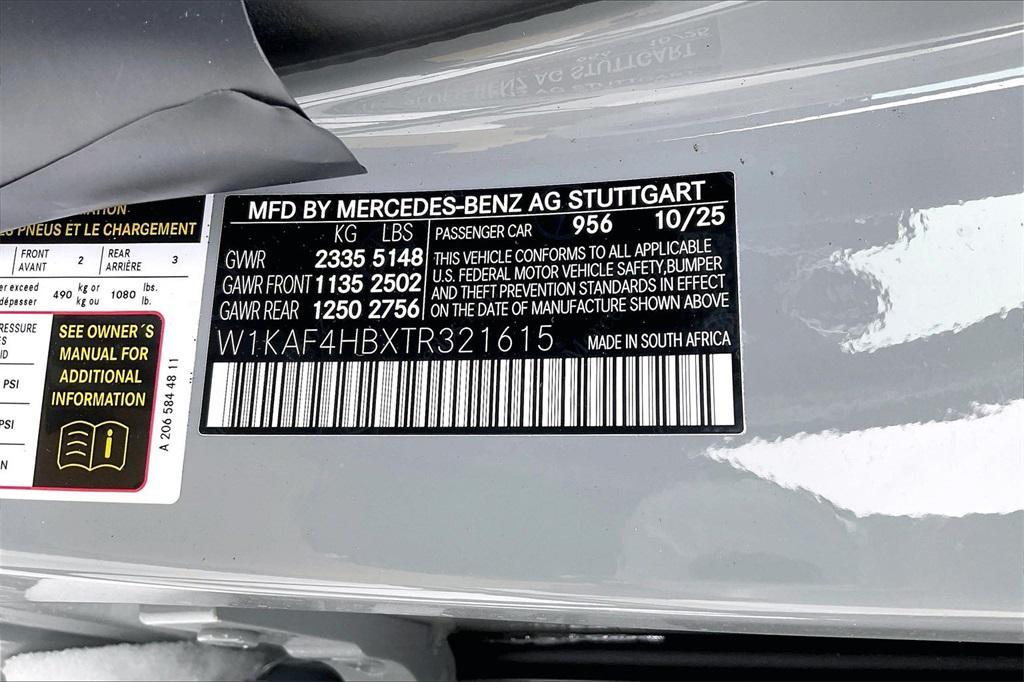 MFD BY MERCEDES-BENZ AG STUTTGART
KG LBS
GVWR 2335 5148
GAWR FRONT 1135 2502
GAWR REAR 1250 2756
PASSENGER CAR 956 10/25
THIS VEHICLE CONFORMS TO ALL APPLICABLE
U.S. FEDERAL MOTOR VEHICLE SAFETY,BUMPER
AND THEFT PREVENTION STANDARDS IN EFFECT
ON THE DATE OF MANUFACTURE SHOWN ABOVE
W1KAF4HBXTR321615 MADE IN SOUTH AFRICA
PNEUS ET LE CHARGEMENT
FRONT
AVANT 2
REAR
ARRIÈRE 3
exceed
dépasser 490 kg or
kg ou 1080 lbs.
lb.
SEE OWNER´S
MANUAL FOR
ADDITIONAL
INFORMATION
PSI
PSI
A 206 584 48 11